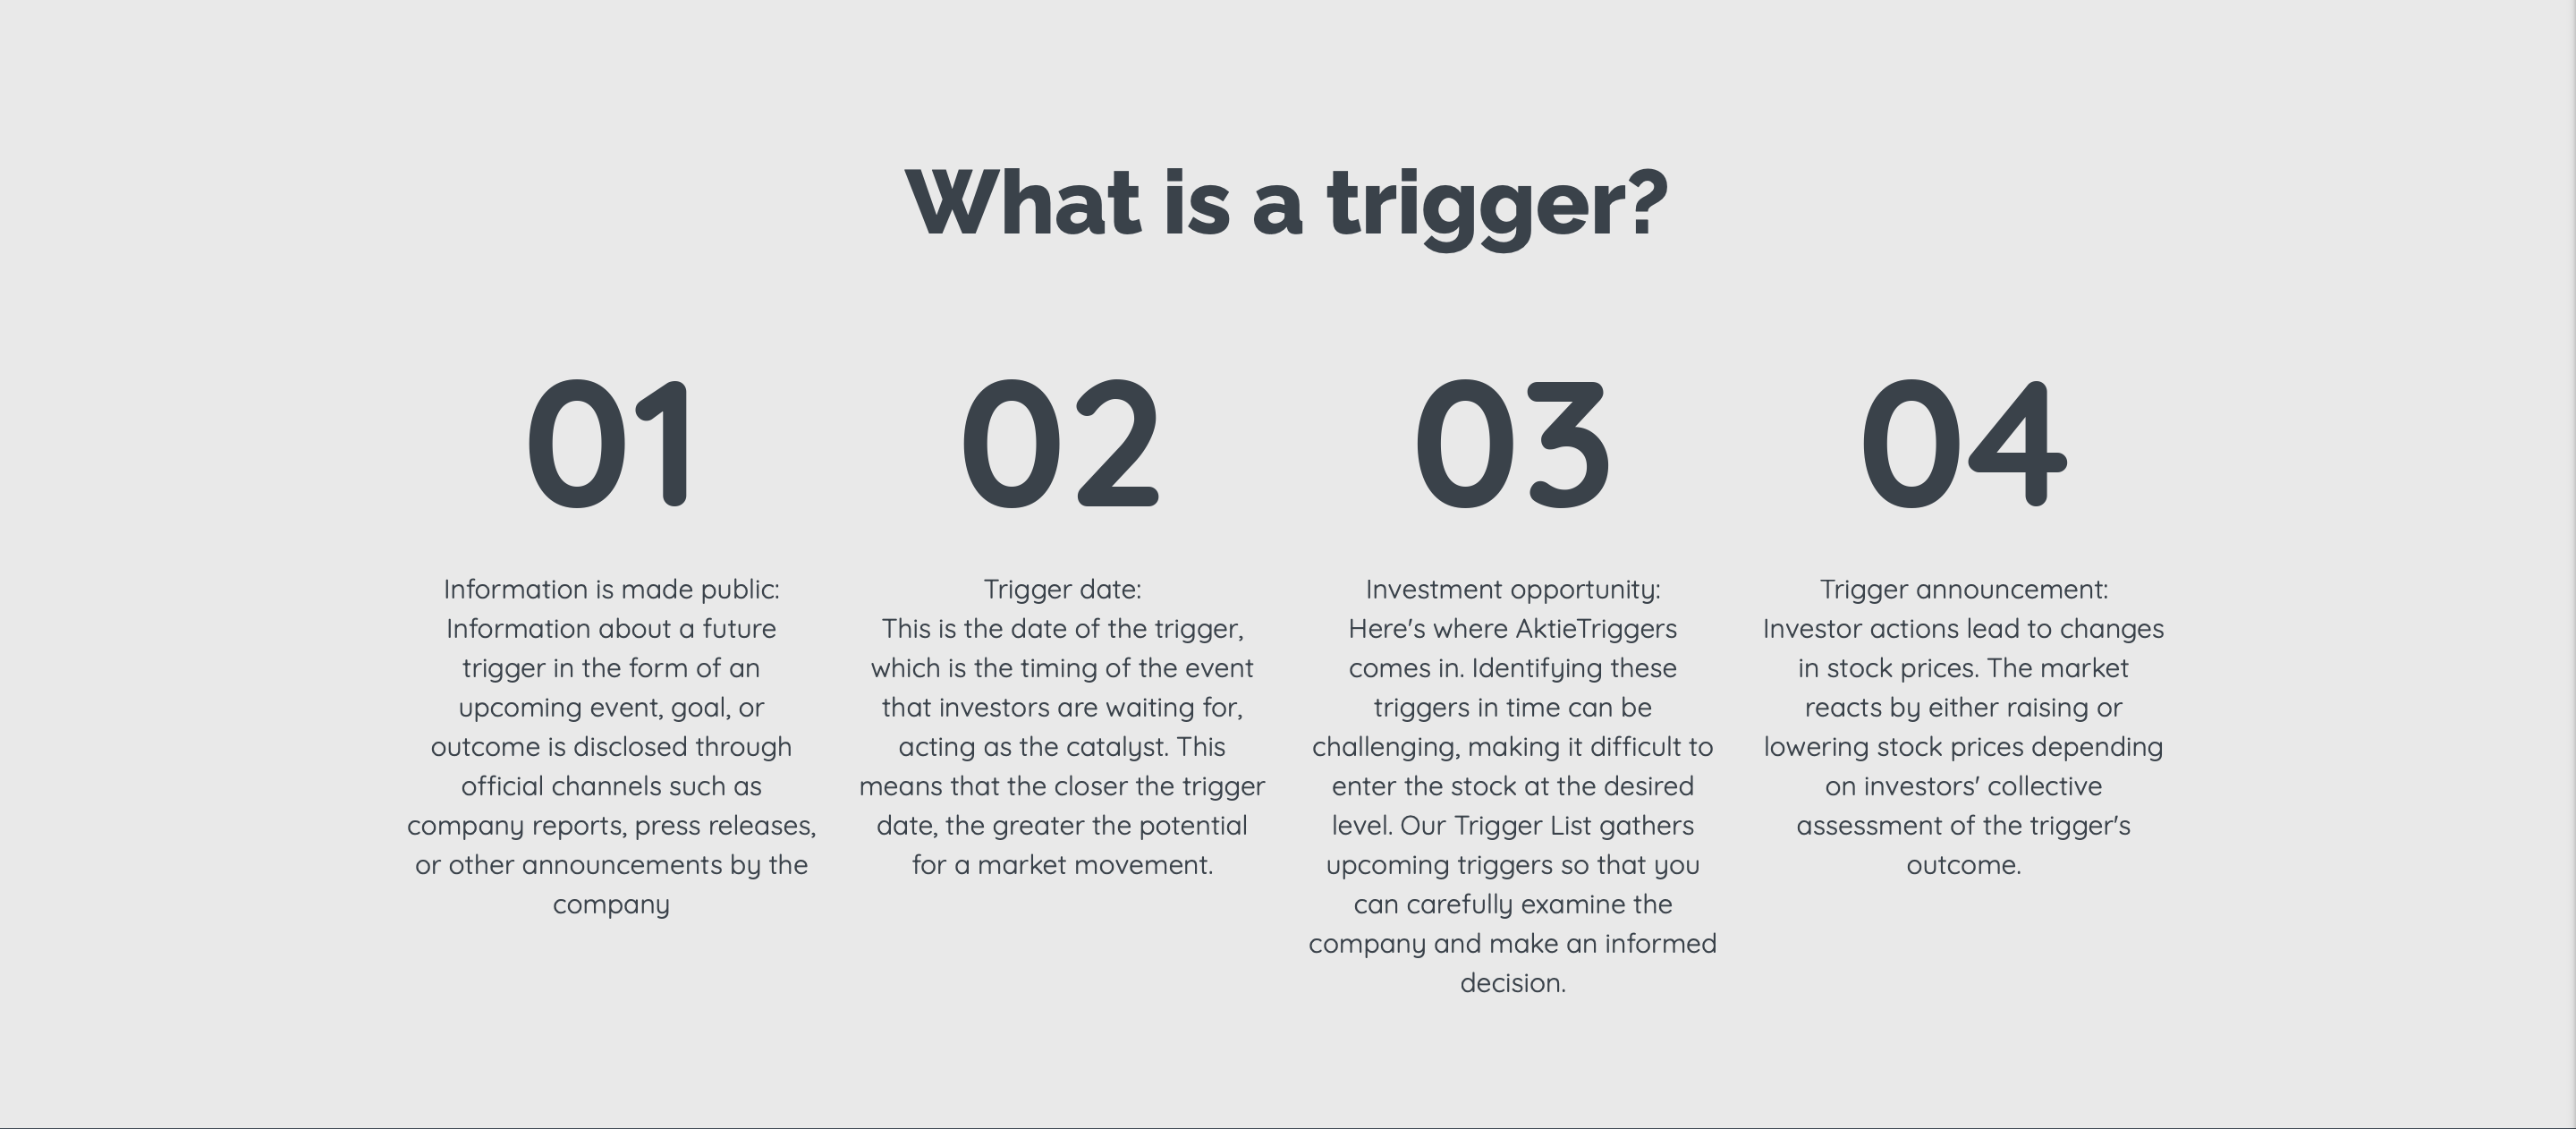 What is a trigger?
01
Information is made public:
Information about a future
trigger in the form of an
upcoming event, goal, or
outcome is disclosed through
official channels such as
company reports, press releases,
or other announcements by the
company
02
Trigger date:
This is the date of the trigger,
which is the timing of the event
that investors are waiting for,
acting as the catalyst. This
means that the closer the trigger
date, the greater the potential
for a market movement.
03
Investment opportunity:
Here's where AktieTriggers
comes in. Identifying these
triggers in time can be
challenging, making it difficult to
enter the stock at the desired
level. Our Trigger List gathers
upcoming triggers so that you
can carefully examine the
company and make an informed
decision.
04
Trigger announcement:
Investor actions lead to changes
in stock prices. The market
reacts by either raising or
lowering stock prices depending
on investors' collective
assessment of the trigger's
outcome.